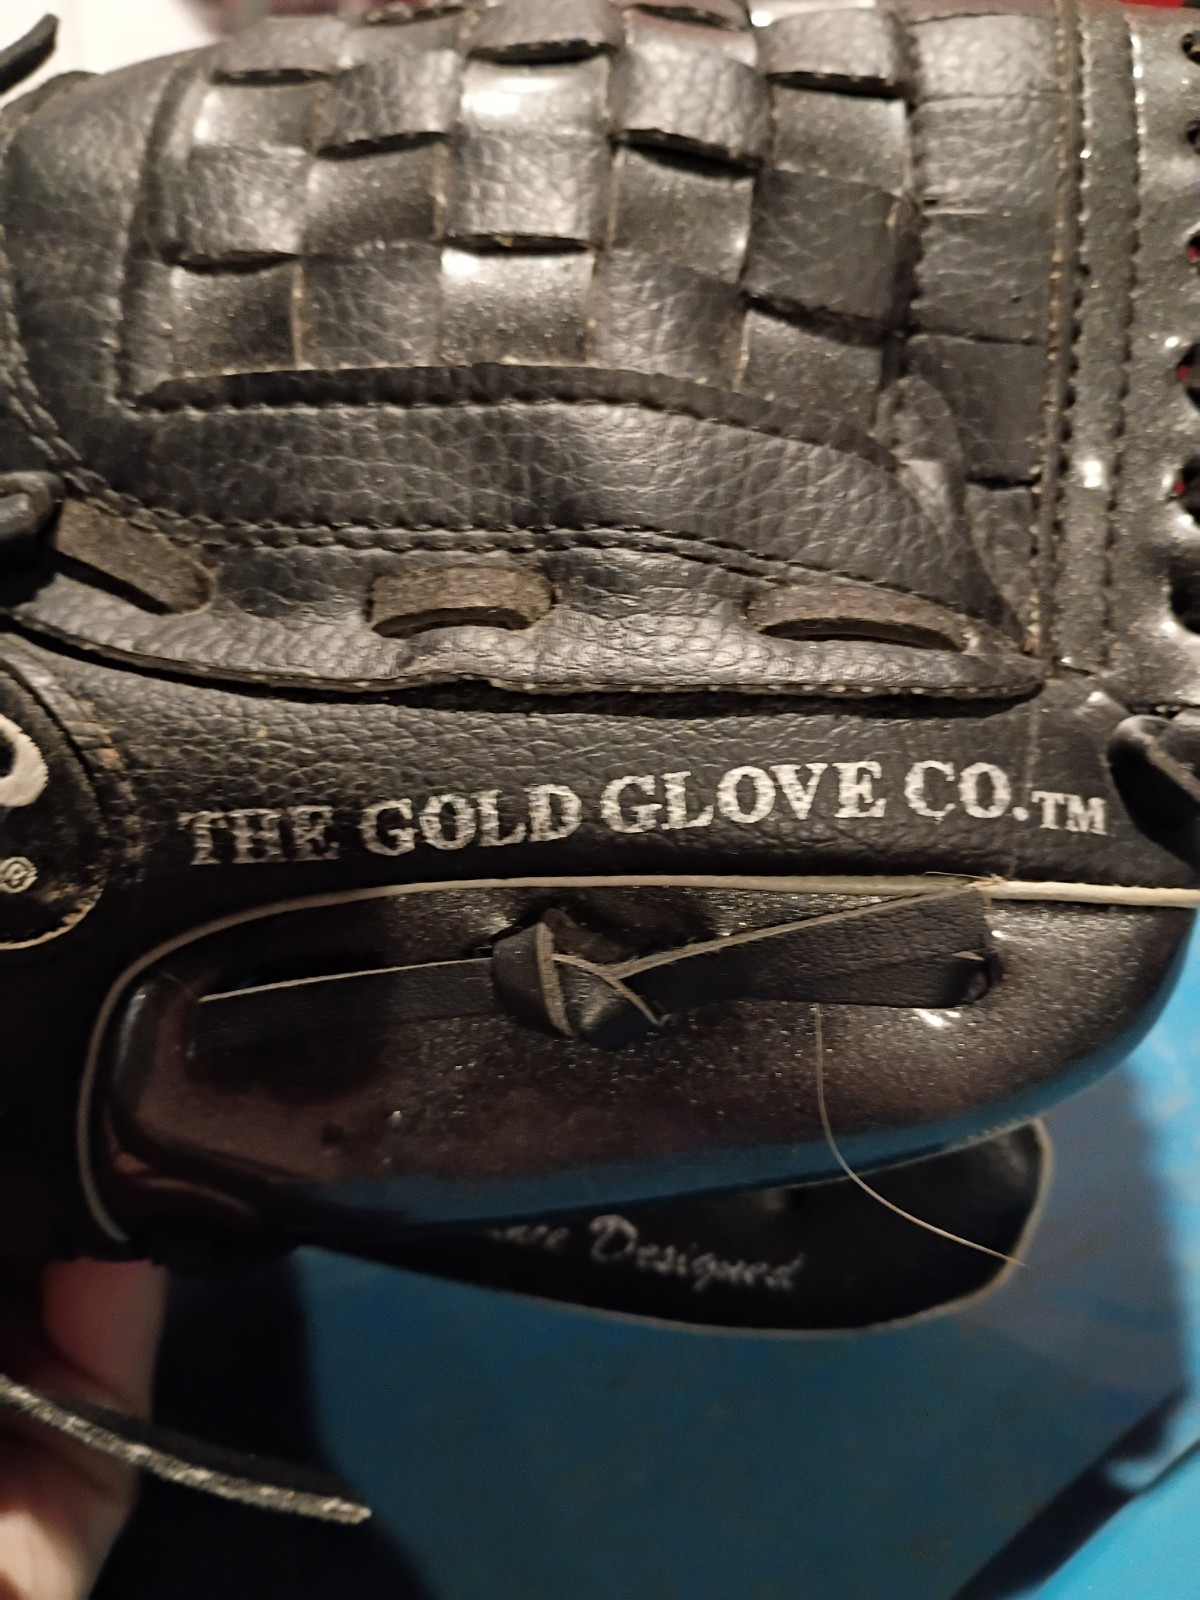 THE GOLD GLOVE CO.™
®
Designed